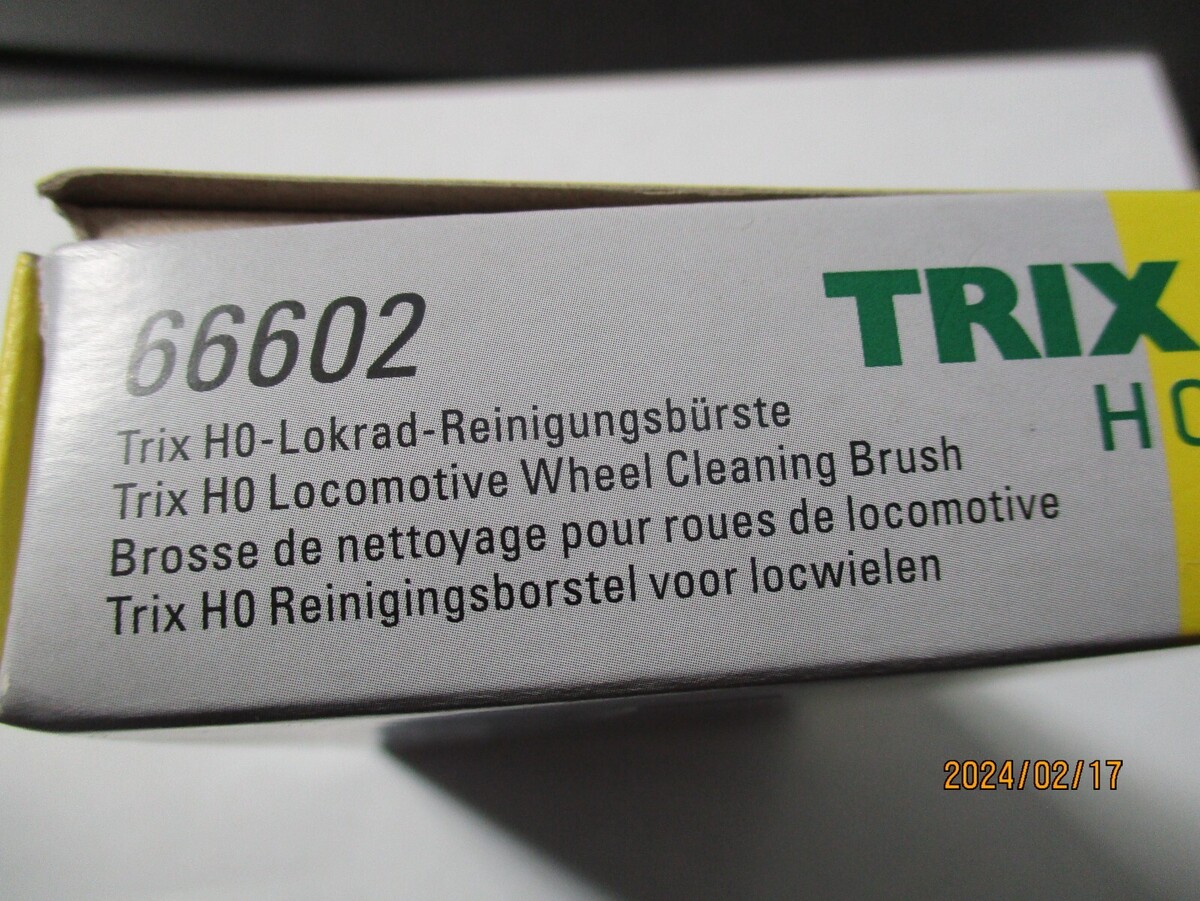 66602
TRIX
H0
Trix H0-Lokrad-Reinigungsbürste
Trix H0 Locomotive Wheel Cleaning Brush
Brosse de nettoyage pour roues de locomotive
Trix H0 Reinigingsborstel voor locwielen
2024/02/17